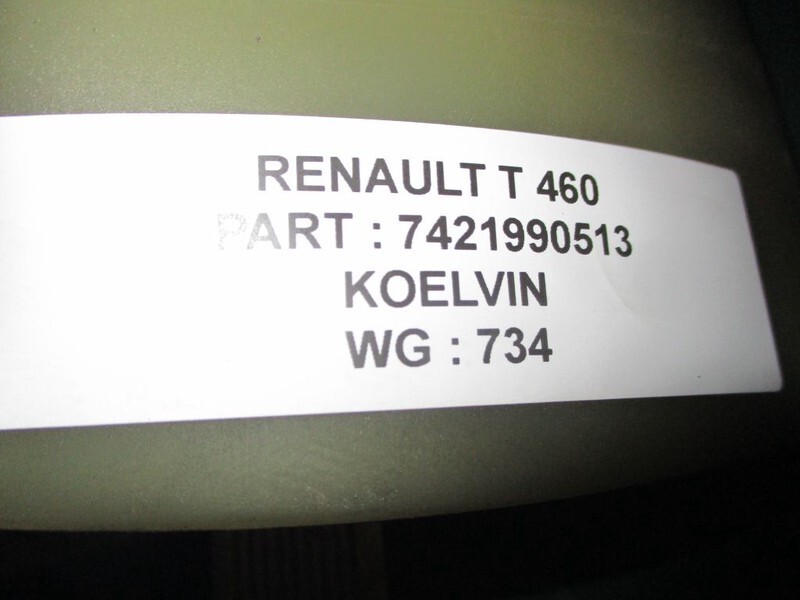 RENAULT T 460
PART : 7421990513
KOELVIN
WG : 734